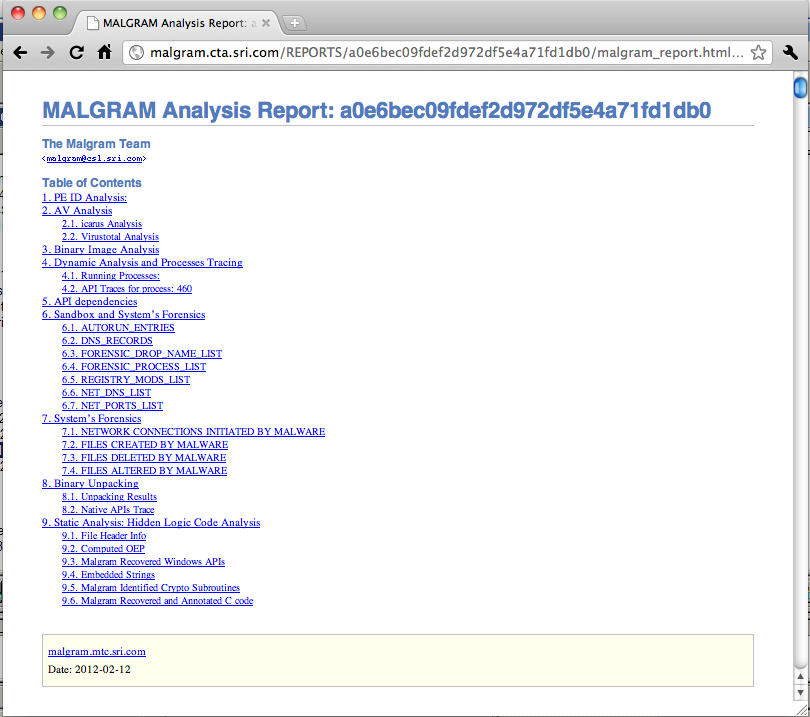 MALGRAM Analysis Report: a
malgram.cta.sri.com/REPORTS/a0e6bec09fdef2d972df5e4a71fd1db0/malgram_report.html...
MALGRAM Analysis Report: a0e6bec09fdef2d972df5e4a71fd1db0
The Malgram Team
<malgram@csl.sri.com>
Table of Contents
1. PE ID Analysis:
2. AV Analysis
2.1. icarus Analysis
2.2. Virustotal Analysis
3. Binary Image Analysis
4. Dynamic Analysis and Processes Tracing
4.1. Running Processes:
4.2. API Traces for process: 460
5. API dependencies
6. Sandbox and System's Forensics
6.1. AUTORUN_ENTRIES
6.2. DNS_RECORDS
6.3. FORENSIC_DROP_NAME_LIST
6.4. FORENSIC_PROCESS_LIST
6.5. REGISTRY_MODS_LIST
6.6. NET_DNS_LIST
6.7. NET_PORTS_LIST
7. System's Forensics
7.1. NETWORK CONNECTIONS INITIATED BY MALWARE
7.2. FILES CREATED BY MALWARE
7.3. FILES DELETED BY MALWARE
7.4. FILES ALTERED BY MALWARE
8. Binary Unpacking
8.1. Unpacking Results
8.2. Native APIs Trace
9. Static Analysis: Hidden Logic Code Analysis
9.1. File Header Info
9.2. Computed OEP
9.3. Malgram Recovered Windows APIs
9.4. Embedded Strings
9.5. Malgram Identified Crypto Subroutines
9.6. Malgram Recovered and Annotated C code
malgram.mtc.sri.com
Date: 2012-02-12